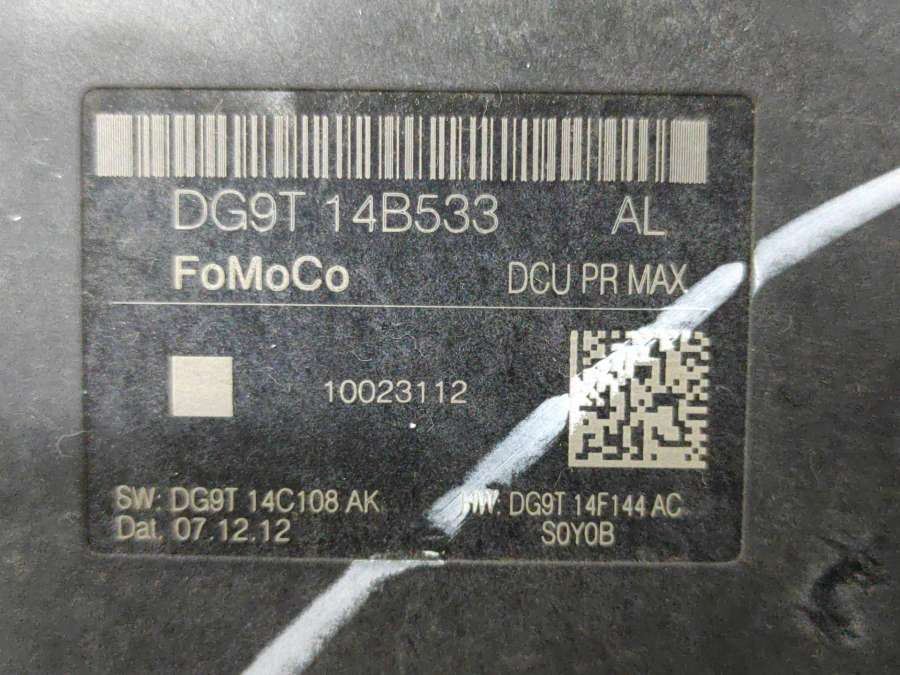 DG9T 14B533 AL
FoMoCo DCU PR MAX
10023112
SW: DG9T 14C108 AK HW: DG9T 14F144 AC
Dat. 07.12.12 S0Y0B